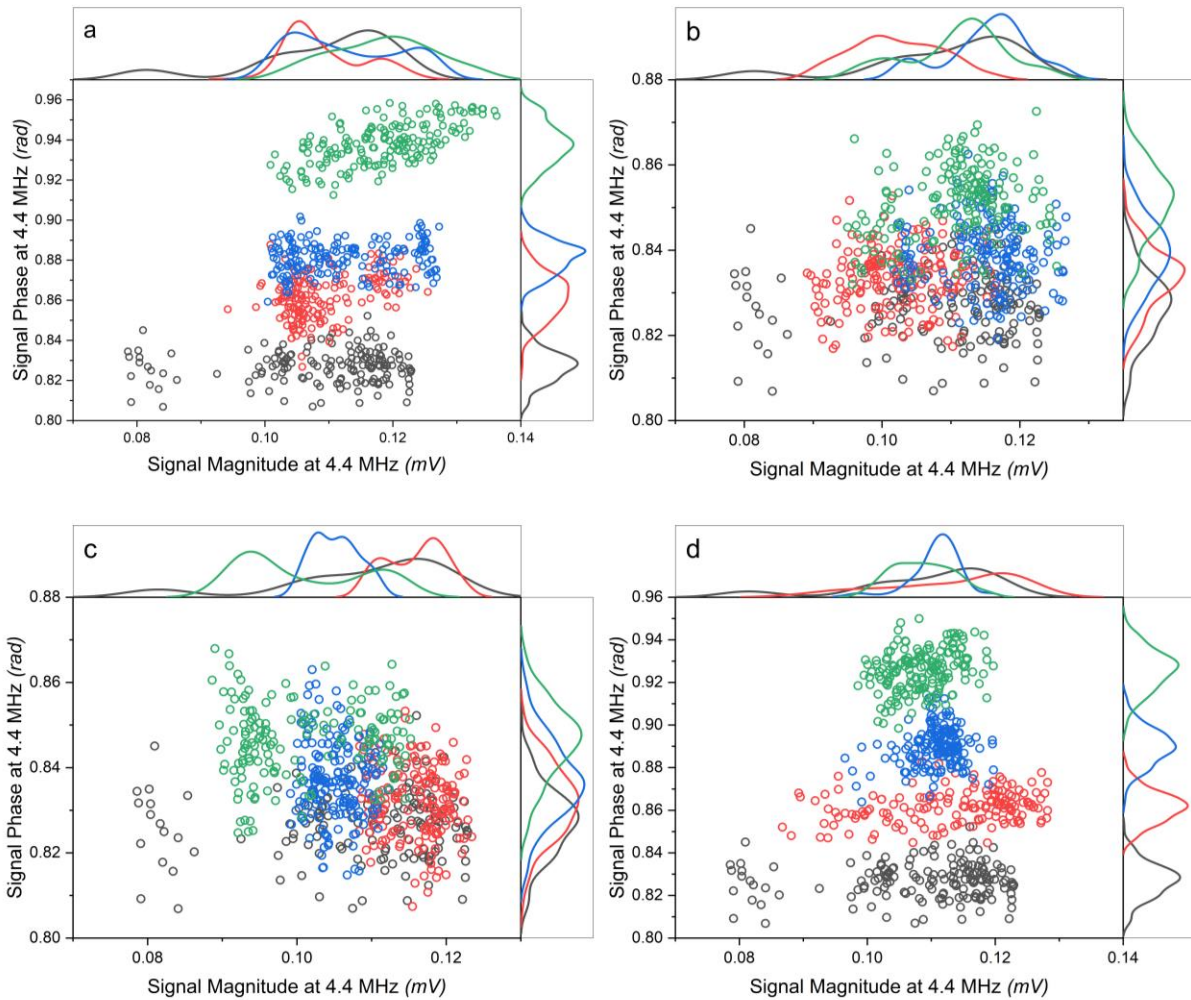 a
0.96
0.94
0.92
0.90
0.88
0.86
0.84
0.82
0.80
Signal Phase at 4.4 MHz (rad)
0.08 0.10 0.12 0.14
Signal Magnitude at 4.4 MHz (mV)
b
0.88
0.86
0.84
0.82
0.80
Signal Phase at 4.4 MHz (rad)
0.08 0.10 0.12
Signal Magnitude at 4.4 MHz (mV)
c
0.88
0.86
0.84
0.82
0.80
Signal Phase at 4.4 MHz (rad)
0.08 0.10 0.12
Signal Magnitude at 4.4 MHz (mV)
d
0.96
0.94
0.92
0.90
0.88
0.86
0.84
0.82
0.80
Signal Phase at 4.4 MHz (rad)
0.08 0.10 0.12 0.14
Signal Magnitude at 4.4 MHz (mV)